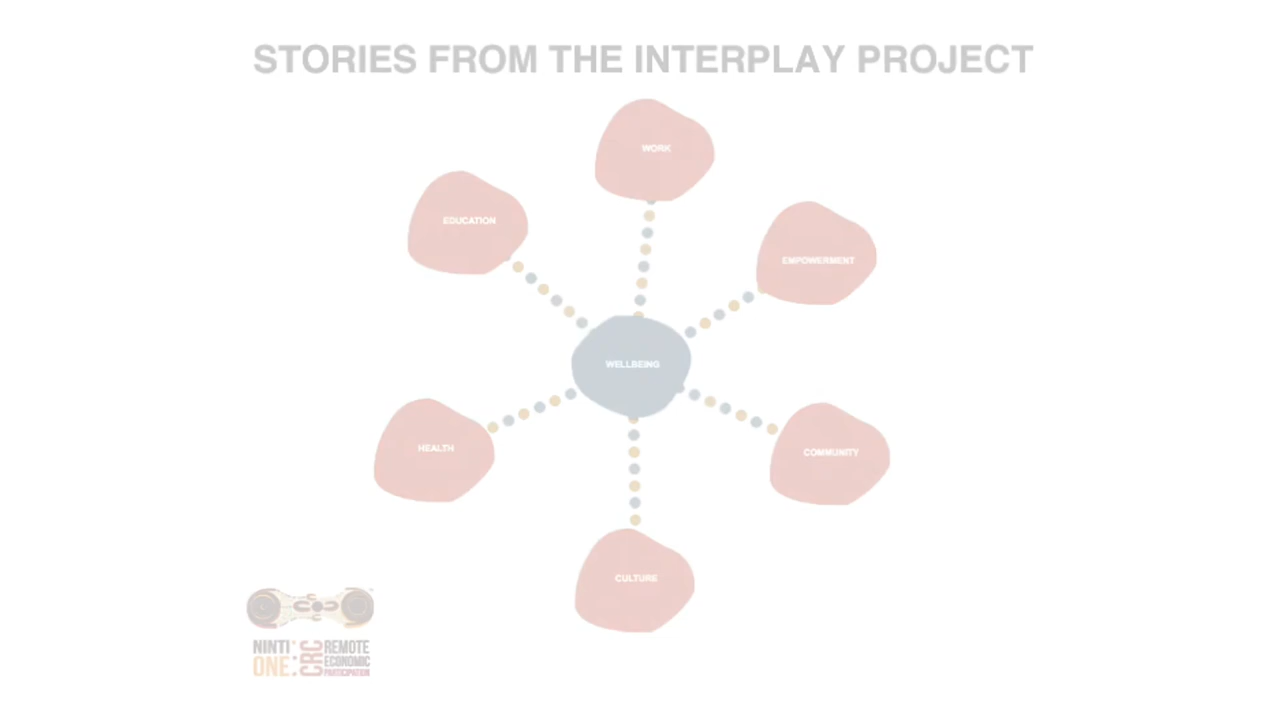 STORIES FROM THE INTERPLAY PROJECT
WORK
EDUCATION
EMPOWERMENT
WELLBEING
HEALTH
COMMUNITY
CULTURE
NINTI
ONE:
CRC
REMOTE
ECONOMIC
PARTICIPATION